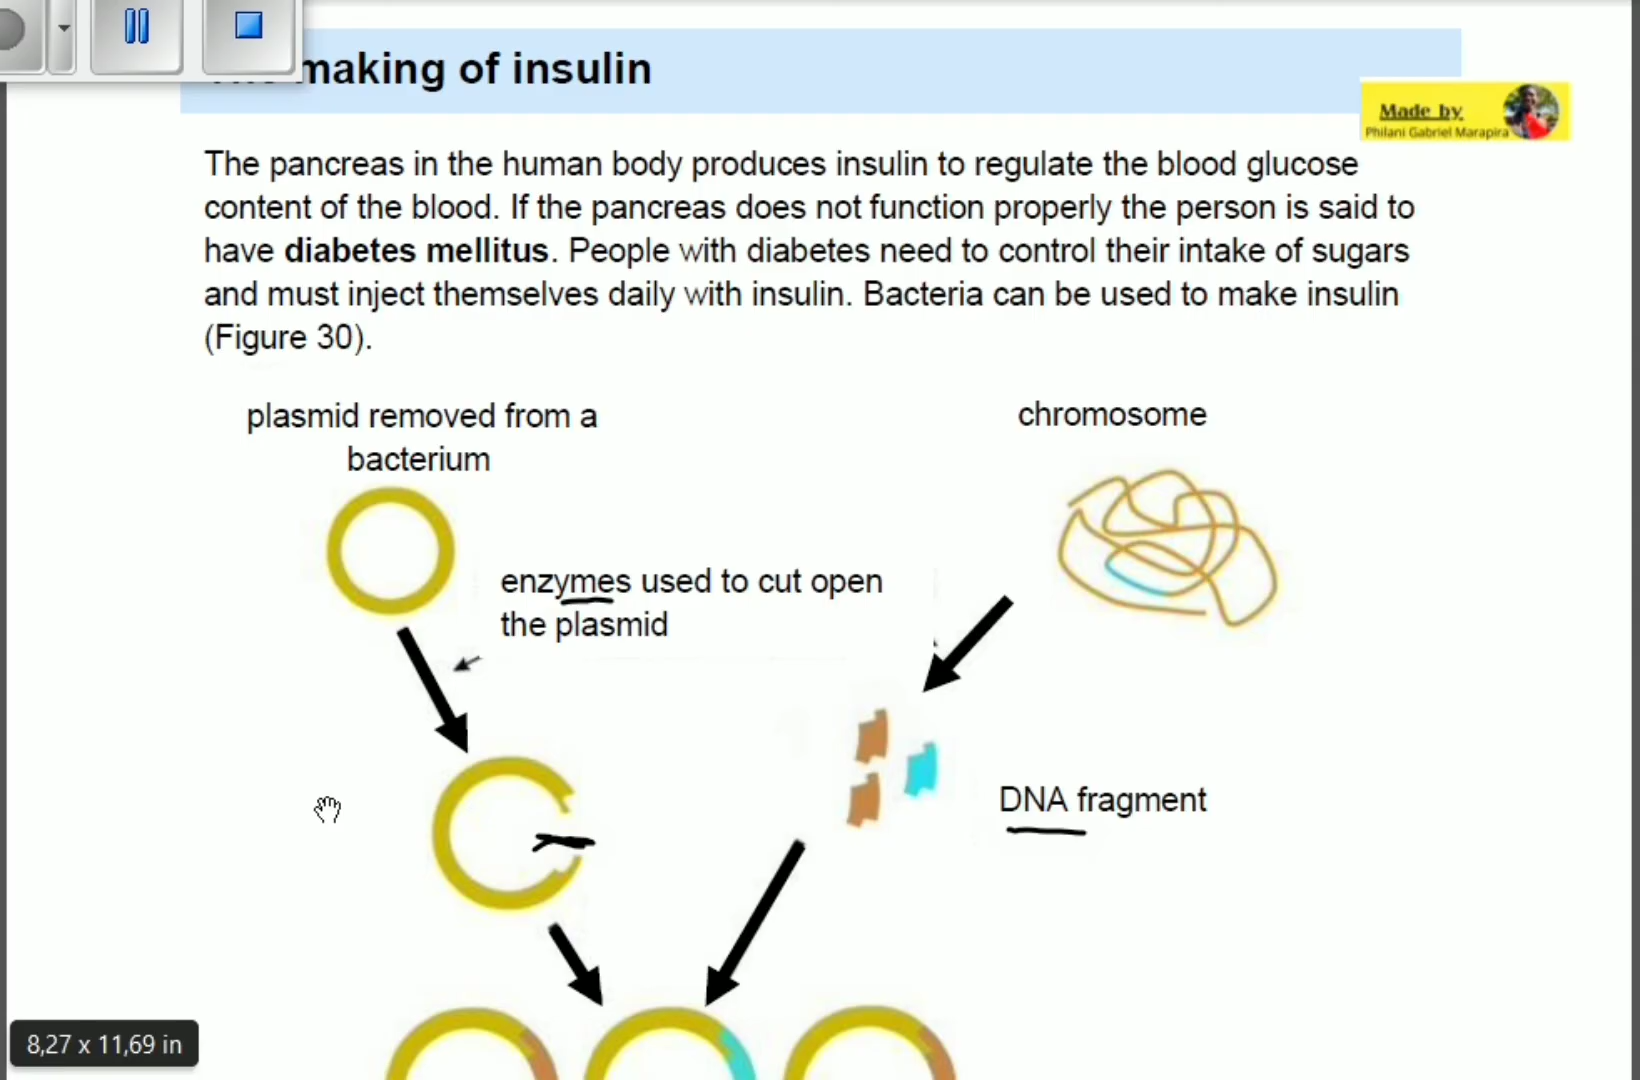 making of insulin
Made by
Philani Gabriel Marapira
The pancreas in the human body produces insulin to regulate the blood glucose
content of the blood. If the pancreas does not function properly the person is said to
have diabetes mellitus. People with diabetes need to control their intake of sugars
and must inject themselves daily with insulin. Bacteria can be used to make insulin
(Figure 30).
plasmid removed from a
bacterium
chromosome
enzymes used to cut open
the plasmid
DNA fragment
8,27 x 11,69 in